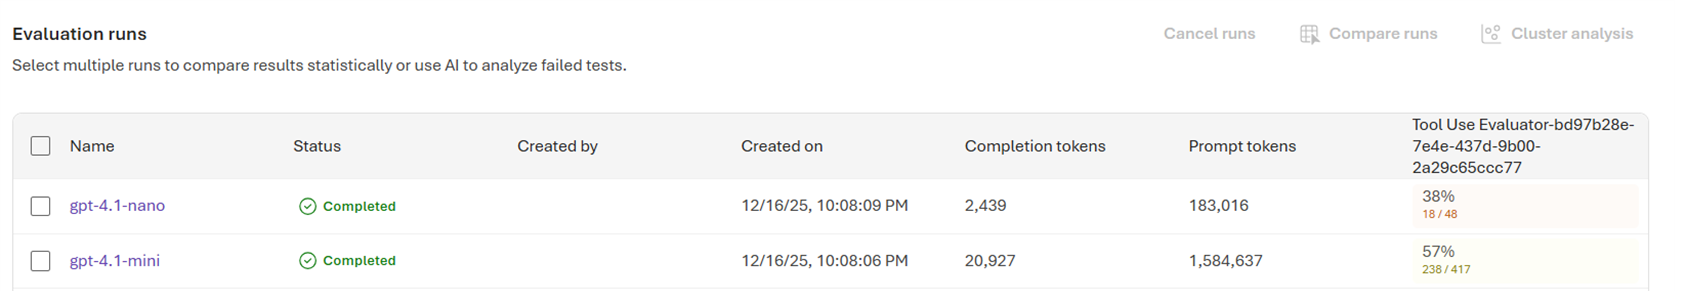 Evaluation runs
Cancel runs
Compare runs
Cluster analysis
Select multiple runs to compare results statistically or use AI to analyze failed tests.
Name
Status
Created by
Created on
Completion tokens
Prompt tokens
Tool Use Evaluator-bd97b28e-
7e4e-437d-9b00-
2a29c65ccc77
gpt-4.1-nano
Completed
12/16/25, 10:08:09 PM
2,439
183,016
38%
18 / 48
gpt-4.1-mini
Completed
12/16/25, 10:08:06 PM
20,927
1,584,637
57%
238 / 417